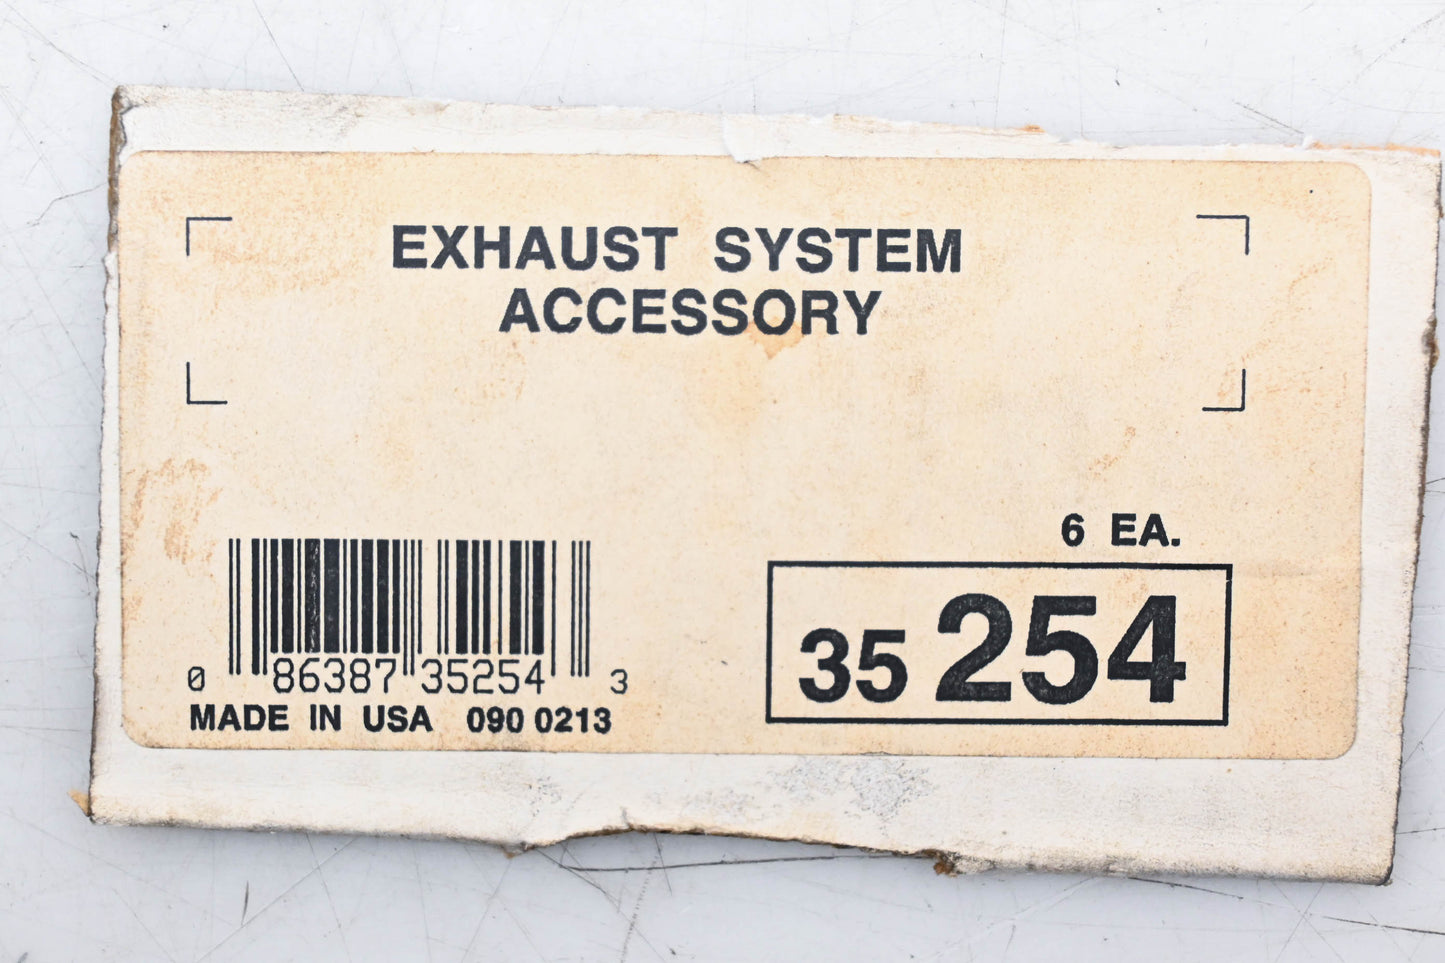 EXHAUST SYSTEM
ACCESSORY
6 EA.
35 254
0 86387 35254 3
MADE IN USA 090 0213